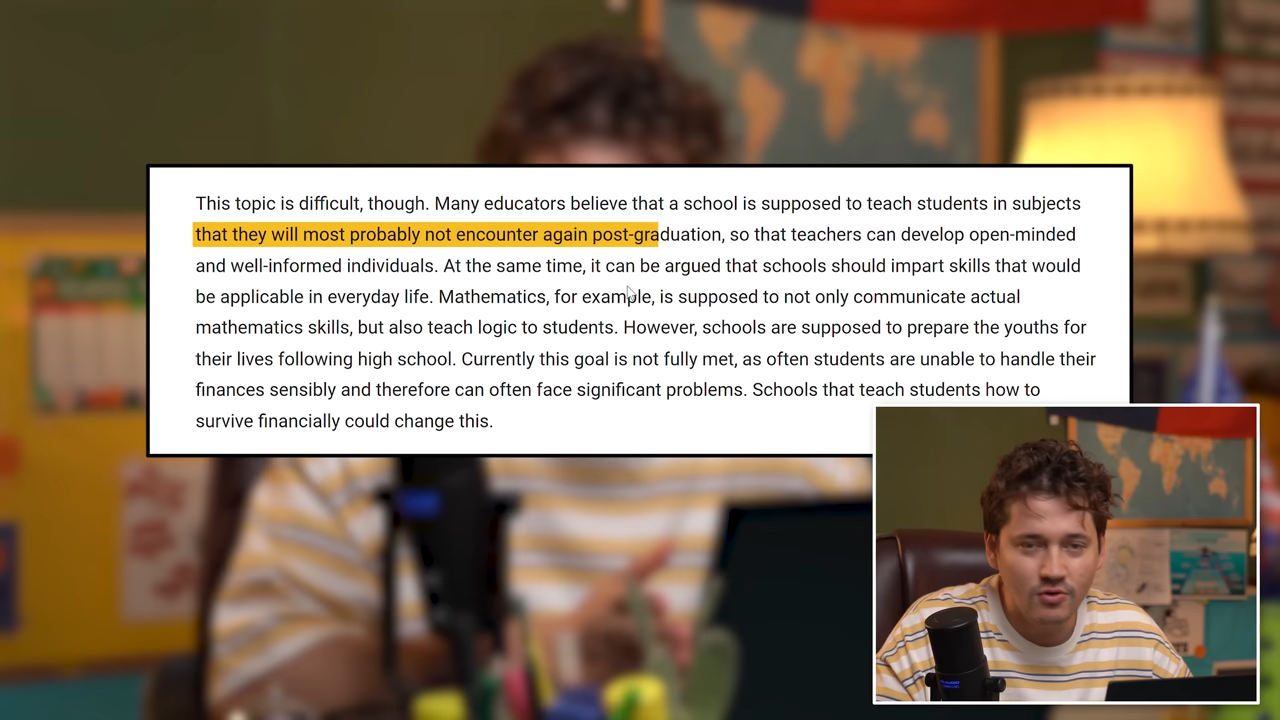 This topic is difficult, though. Many educators believe that a school is supposed to teach students in subjects
that they will most probably not encounter again post-graduation, so that teachers can develop open-minded
and well-informed individuals. At the same time, it can be argued that schools should impart skills that would
be applicable in everyday life. Mathematics, for example, is supposed to not only communicate actual
mathematics skills, but also teach logic to students. However, schools are supposed to prepare the youths for
their lives following high school. Currently this goal is not fully met, as often students are unable to handle their
finances sensibly and therefore can often face significant problems. Schools that teach students how to
survive financially could change this.